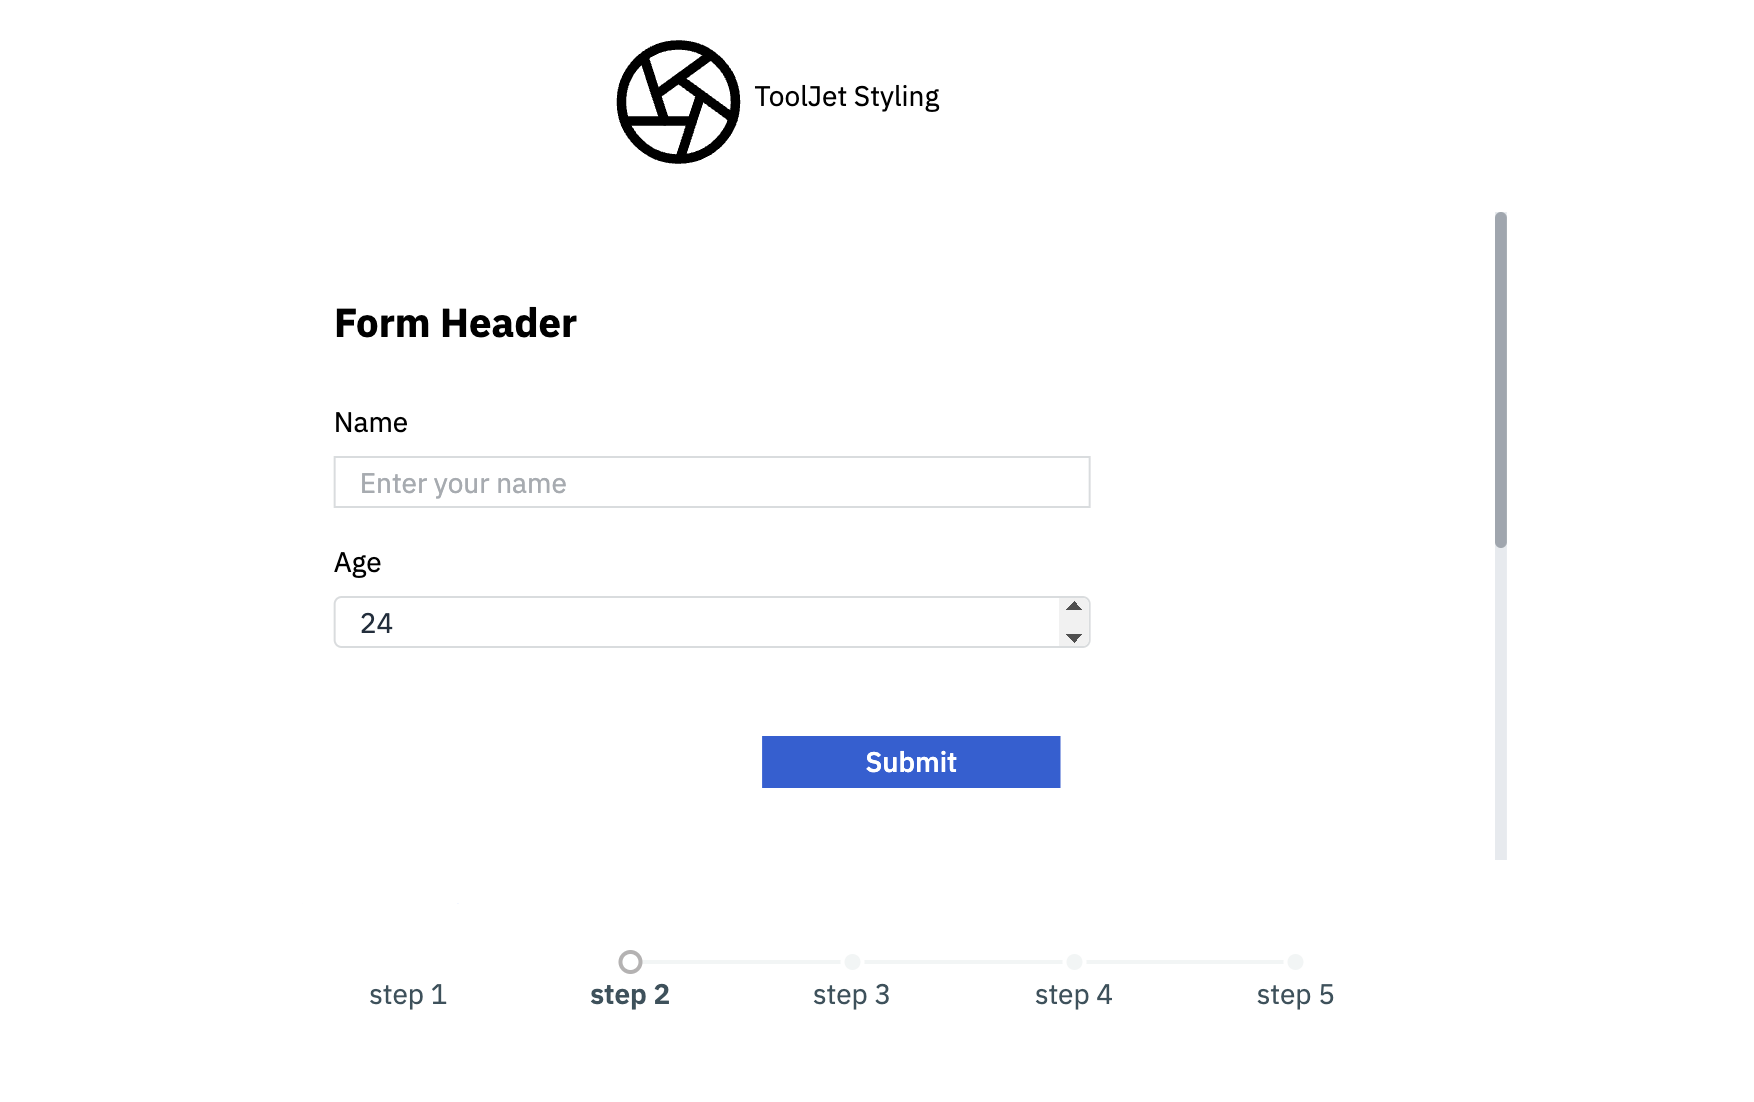 ToolJet Styling
Form Header
Name
Enter your name
Age
24
Submit
step 1
step 2
step 3
step 4
step 5